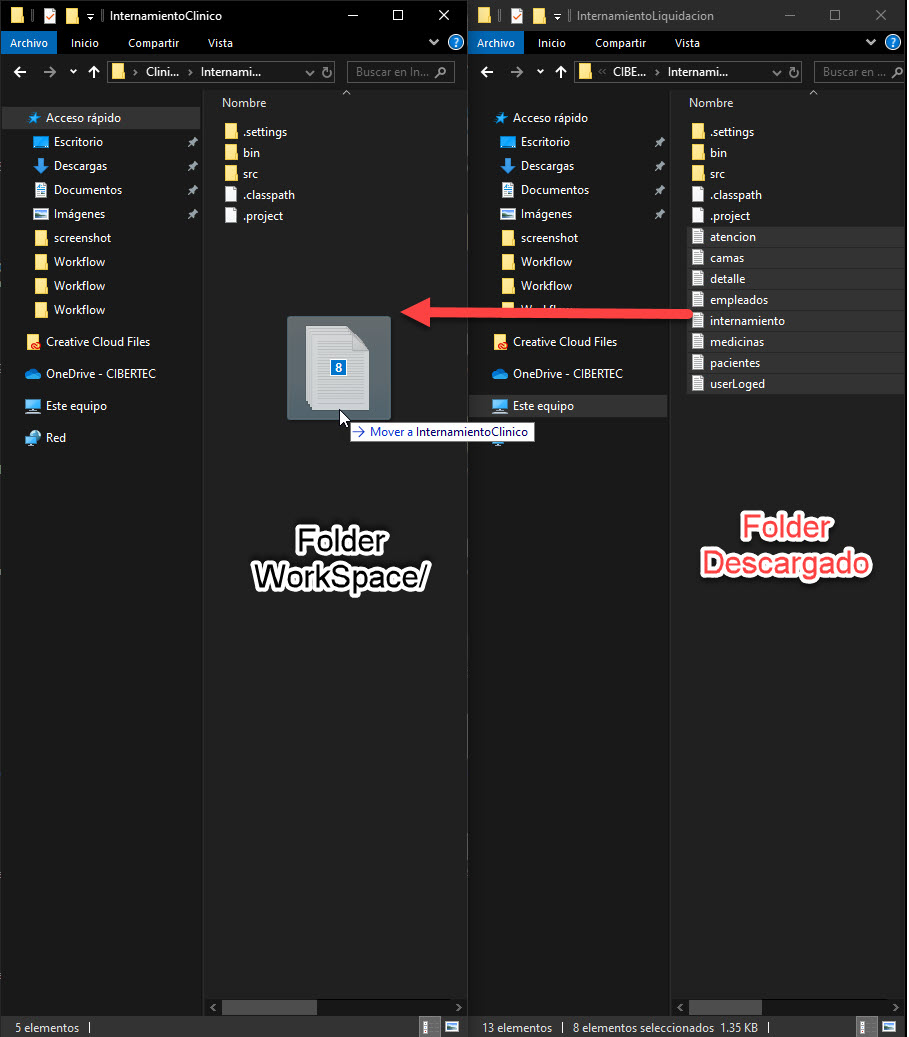 InternamientoClinico
Archivo Inicio Compartir Vista
Clini... Internami... Buscar en In...
Nombre
Acceso rápido
Escritorio
Descargas
Documentos
Imágenes
screenshot
Workflow
Workflow
Workflow
Creative Cloud Files
OneDrive - CIBERTEC
Este equipo
Red
.settings
bin
src
.classpath
.project
8
Mover a InternamientoClinico
Folder
WorkSpace/
5 elementos
InternamientoLiquidacion
Archivo Inicio Compartir Vista
CIBE... Internami... Buscar en
Nombre
Acceso rápido
Escritorio
Descargas
Documentos
Imágenes
screenshot
Workflow
Workflow
Workflow
Creative Cloud Files
OneDrive - CIBERTEC
Este equipo
.settings
bin
src
.classpath
.project
atencion
camas
detalle
empleados
internamiento
medicinas
pacientes
userLoged
Folder
Descargado
13 elementos 8 elementos seleccionados 1.35 KB